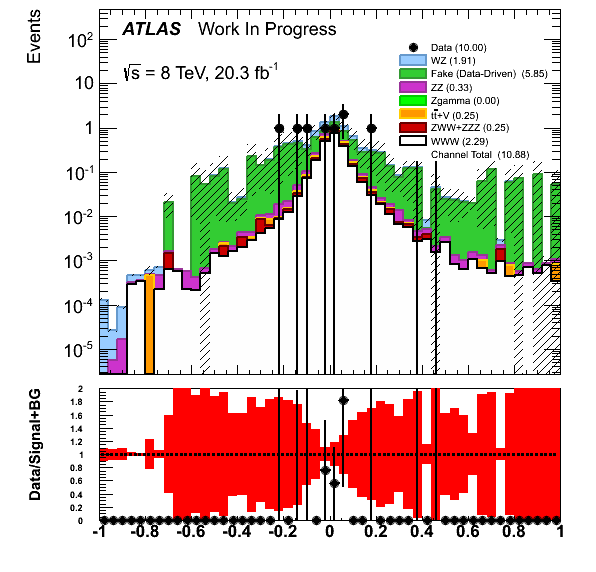 Events
ATLAS Work In Progress
√s = 8 TeV, 20.3 fb⁻¹
Data (10.00)
WZ (1.91)
Fake (Data-Driven) (5.85)
ZZ (0.33)
Zgamma (0.00)
tt̄+V (0.25)
ZWW+ZZZ (0.25)
WWW (2.29)
Channel Total (10.88)
10²
10
1
10⁻¹
10⁻²
10⁻³
10⁻⁴
10⁻⁵
Data/Signal+BG
2
1.8
1.6
1.4
1.2
1
0.8
0.6
0.4
0.2
0
-1 -0.8 -0.6 -0.4 -0.2 0 0.2 0.4 0.6 0.8 1